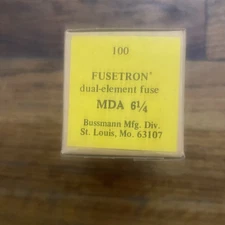 100
FUSETRON
dual-element fuse
MDA 6¼
Bussmann Mfg. Div.
St. Louis, Mo. 63107